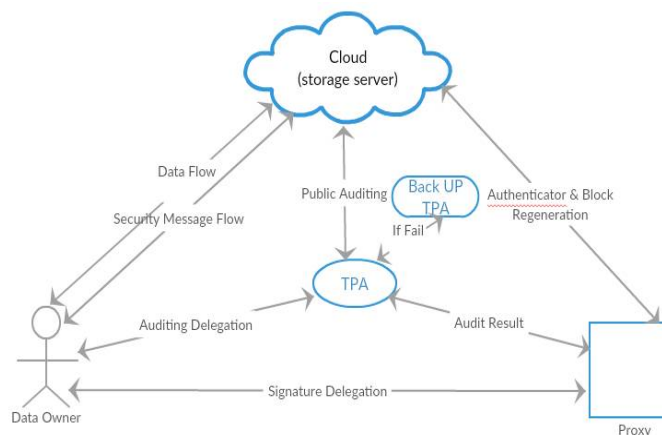 Cloud
(storage server)
Data Flow
Security Message Flow
Public Auditing
Back UP
TPA
Authenticator & Block
Regeneration
If Fail
TPA
Auditing Delegation
Audit Result
Signature Delegation
Data Owner
Proxy